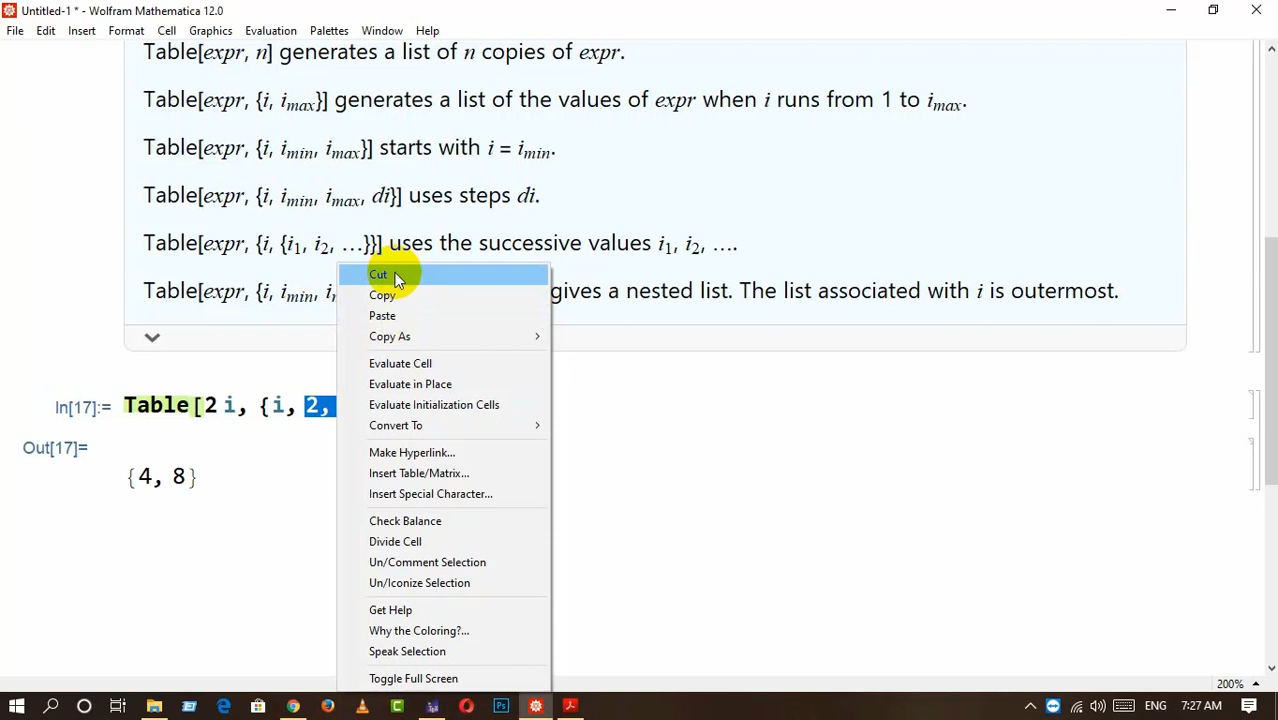 Untitled-1 * - Wolfram Mathematica 12.0
File Edit Insert Format Cell Graphics Evaluation Palettes Window Help
Table[expr, n] generates a list of n copies of expr.
Table[expr, {i, imax}] generates a list of the values of expr when i runs from 1 to imax.
Table[expr, {i, imin, imax}] starts with i = imin.
Table[expr, {i, imin, imax, di}] uses steps di.
Table[expr, {i, {i1, i2, …}}] uses the successive values i1, i2, ….
Table[expr, {i, imin, gives a nested list. The list associated with i is outermost.
In[17]:= Table[2 i, {i, 2,
Out[17]=
{4, 8}
Cut
Copy
Paste
Copy As
Evaluate Cell
Evaluate in Place
Evaluate Initialization Cells
Convert To
Make Hyperlink...
Insert Table/Matrix...
Insert Special Character...
Check Balance
Divide Cell
Un/Comment Selection
Un/Iconize Selection
Get Help
Why the Coloring?...
Speak Selection
Toggle Full Screen
200%
ENG 7:27 AM